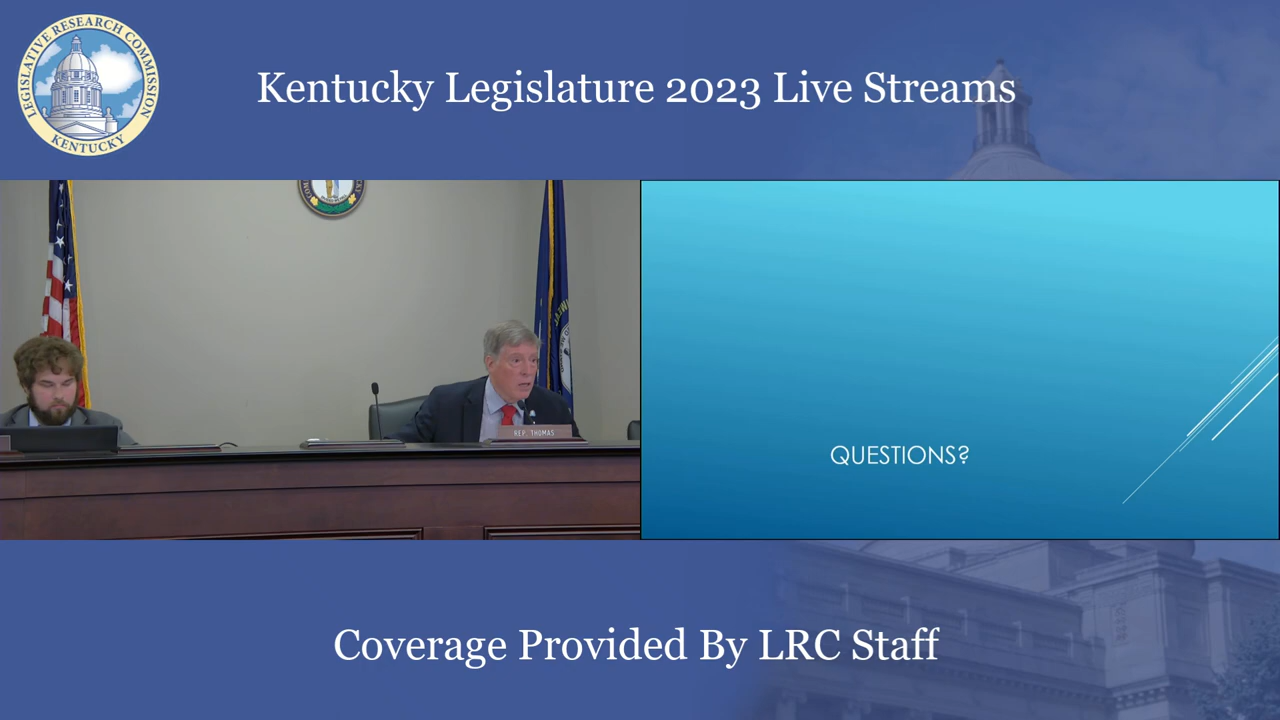 LEGISLATIVE RESEARCH COMMISSION
KENTUCKY
Kentucky Legislature 2023 Live Streams
REP. THOMAS
QUESTIONS?
Coverage Provided By LRC Staff